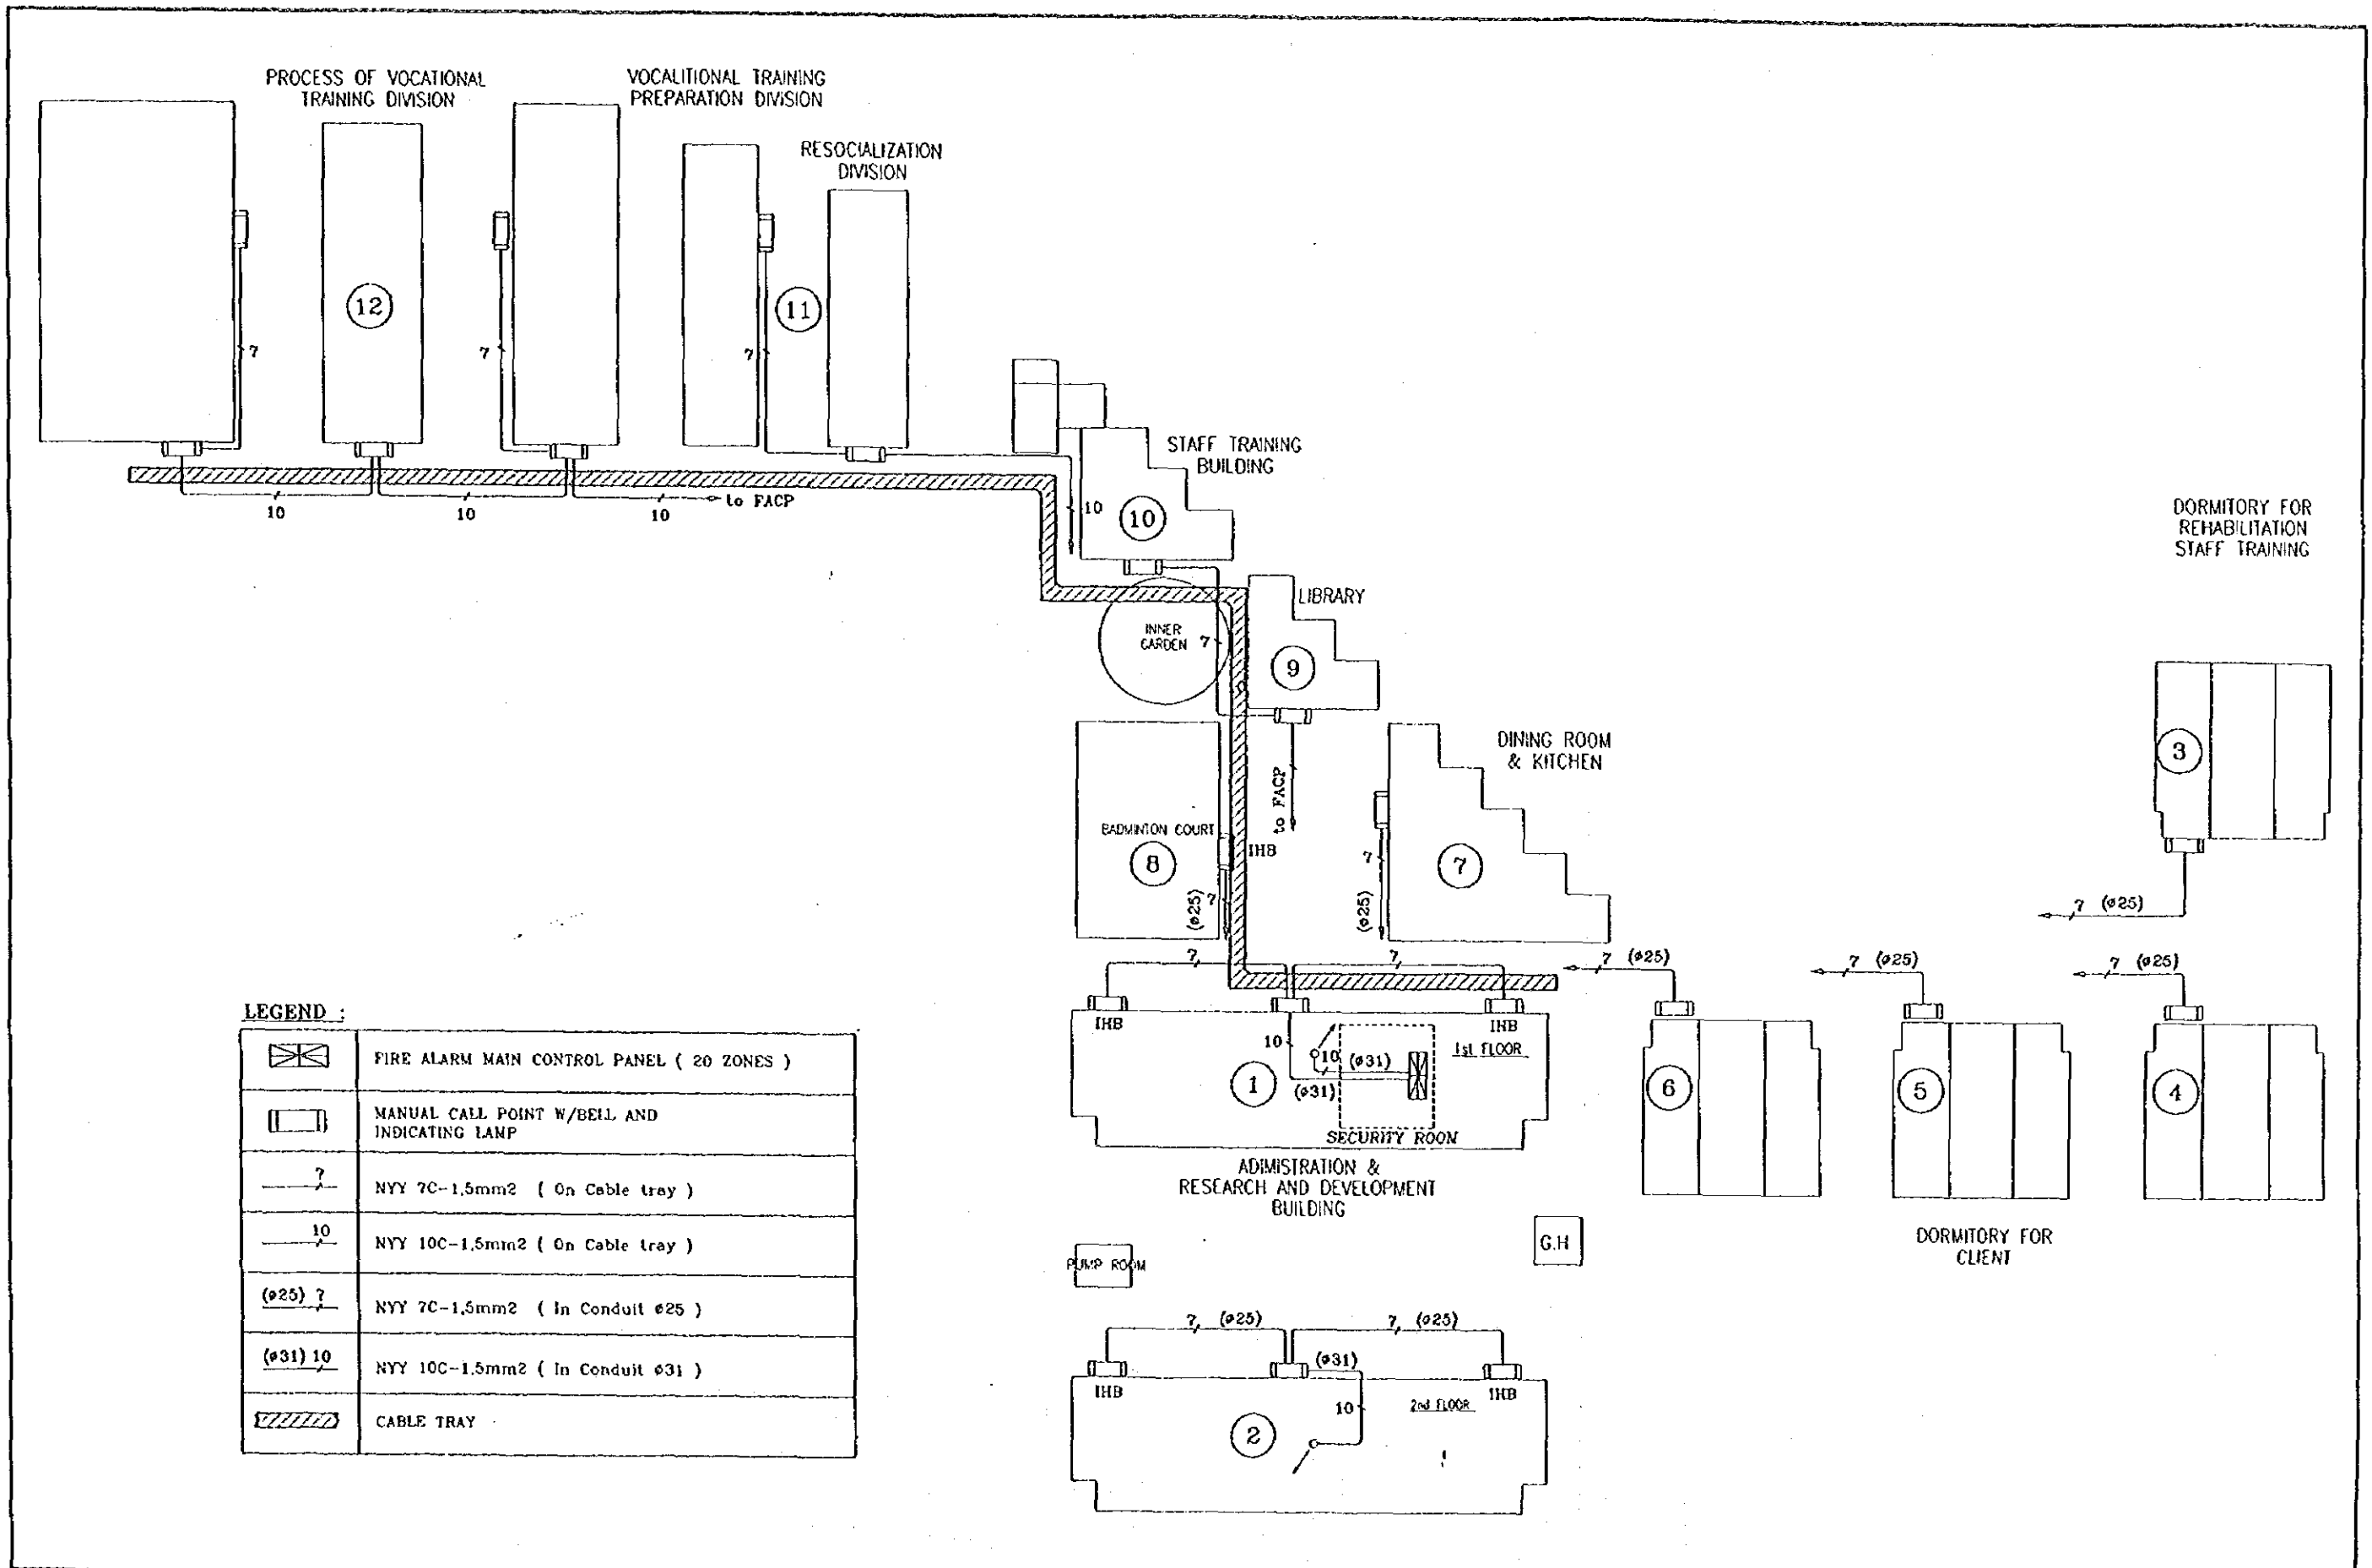 PROCESS OF VOCATIONAL
TRAINING DIVISION
VOCALITIONAL TRAINING
PREPARATION DIVISION
RESOCIALIZATION
DIVISION
12
11
7
7
7
10
10
10
to FACP
STAFF TRAINING
BUILDING
10
10
DORMITORY FOR
REHABILITATION
STAFF TRAINING
LIBRARY
INNER
GARDEN
7
9
DINING ROOM
& KITCHEN
to FACP
3
BADMINTON COURT
8
IHB
7
(ø25)
7
(ø25)
7
7 (ø25)
7
7
7 (ø25)
7 (ø25)
7 (ø25)
IHB
IHB
1st FLOOR
10
10 (ø31)
(ø31)
1
SECURITY ROOM
6
5
4
ADIMISTRATION &
RESEARCH AND DEVELOPMENT
BUILDING
DORMITORY FOR
CLIENT
G.H
PUMP ROOM
7 (ø25)
7 (ø25)
(ø31)
IHB
IHB
10
2nd FLOOR
2
LEGEND :
FIRE ALARM MAIN CONTROL PANEL ( 20 ZONES )
MANUAL CALL POINT W/BELL AND
INDICATING LAMP
7
NYY 7C-1,5mm2 ( On Cable tray )
10
NYY 10C-1,5mm2 ( On Cable tray )
(ø25) 7
NYY 7C-1,5mm2 ( In Conduit ø25 )
(ø31) 10
NYY 10C-1.5mm2 ( In Conduit ø31 )
CABLE TRAY